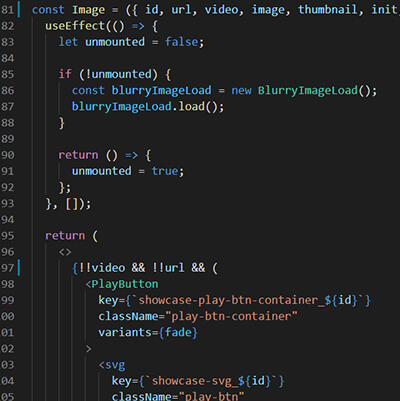 81 const Image = ({ id, url, video, image, thumbnail, init
82 useEffect(() => {
83 let unmounted = false;
84
85 if (!unmounted) {
86 const blurryImageLoad = new BlurryImageLoad();
87 blurryImageLoad.load();
88 }
89
90 return () => {
91 unmounted = true;
92 };
93 }, []);
94
95 return (
96 <>
97 {!!video && !!url && (
98 <PlayButton
99 key={`showcase-play-btn-container_${id}`}
00 className="play-btn-container"
01 variants={fade}
02 >
03 <svg
04 key={`showcase-svg_${id}`}
05 className="play-btn"